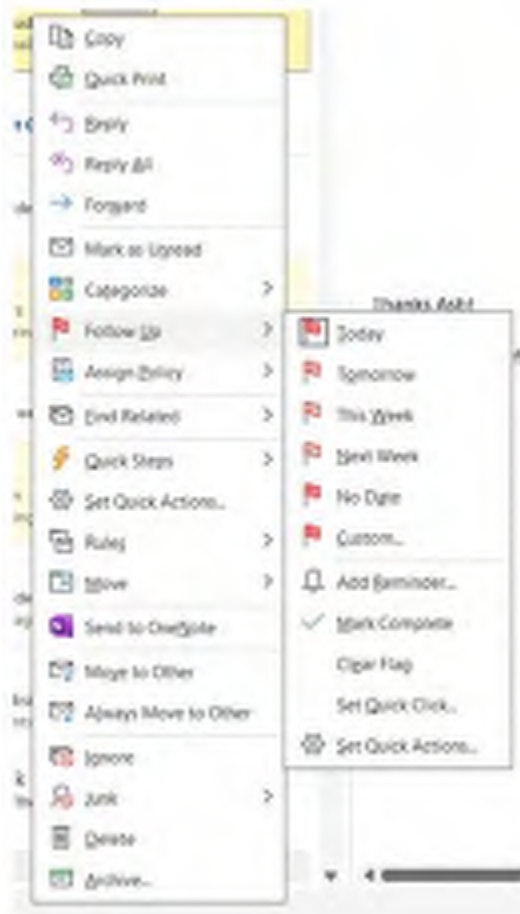 Copy
Quick Print
Reply
Reply All
Forward
Mark as Unread
Categorize
Follow Up
Assign Policy
Find Related
Quick Steps
Set Quick Actions...
Rules
Move
Send to OneNote
Move to Other
Always Move to Other
Ignore
Junk
Delete
Archive...
Thanks Ash!
Today
Tomorrow
This Week
Next Week
No Date
Custom...
Add Reminder...
Mark Complete
Clear Flag
Set Quick Click...
Set Quick Actions...